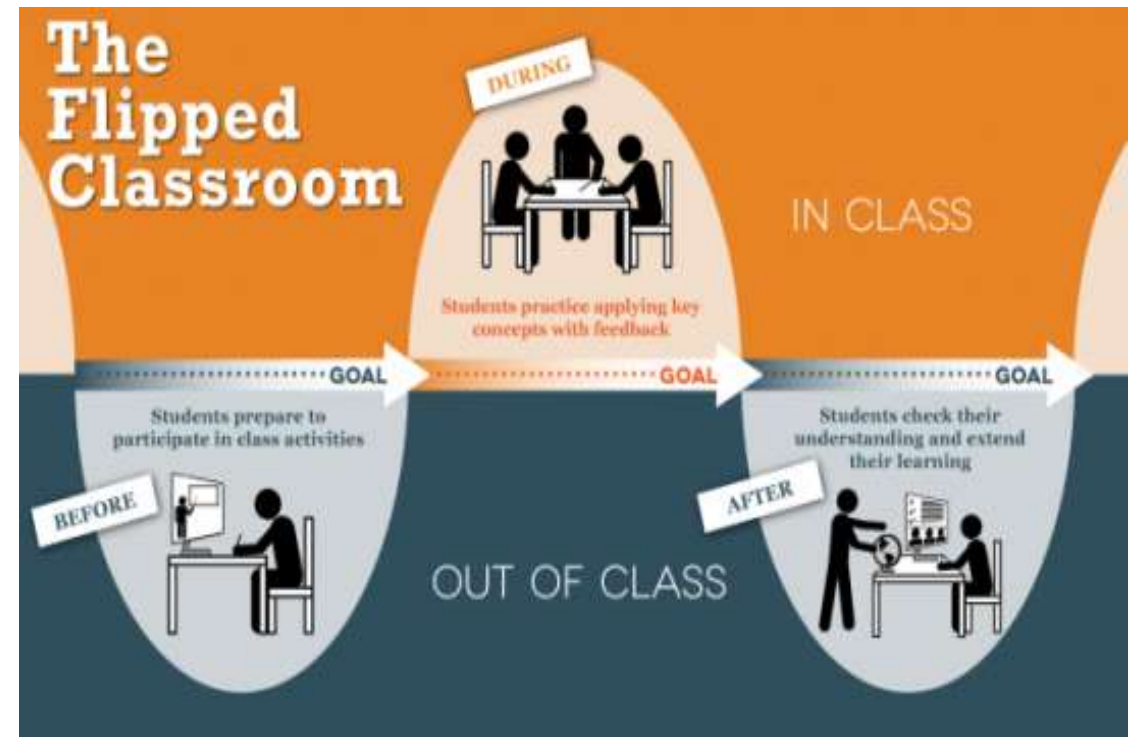 The
Flipped
Classroom
DURING
IN CLASS
Students practice applying key
concepts with feedback
GOAL
GOAL
GOAL
Students prepare to
participate in class activities
BEFORE
Students check their
understanding and extend
their learning
AFTER
OUT OF CLASS